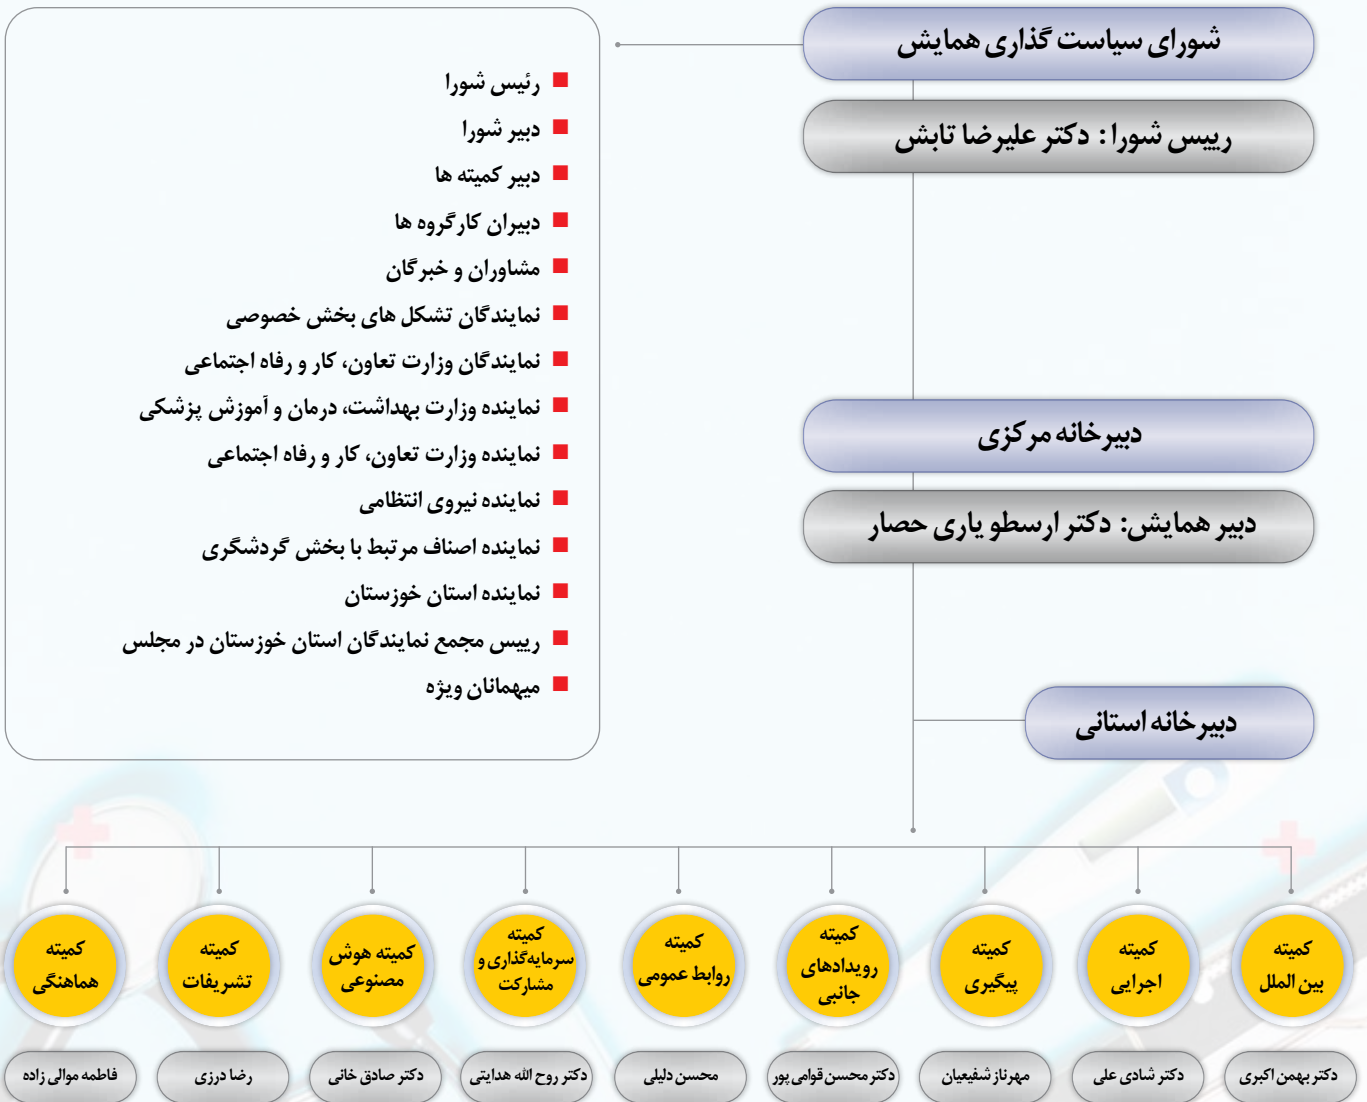 شورای سیاست گذاری همایش
رییس شورا: دکتر علیرضا تابش
رئیس شورا
دبیر شورا
دبیر کمیته ها
دبیران کارگروه ها
مشاوران و خبرگان
نمایندگان تشکل های بخش خصوصی
نمایندگان وزارت تعاون، کار و رفاه اجتماعی
نماینده وزارت بهداشت، درمان و آموزش پزشکی
نماینده وزارت تعاون، کار و رفاه اجتماعی
نماینده نیروی انتظامی
نماینده اصناف مرتبط با بخش گردشگری
نماینده استان خوزستان
رییس مجمع نمایندگان استان خوزستان در مجلس
میهمانان ویژه
دبیرخانه مرکزی
دبیر همایش: دکتر ارسطو یاری حصار
دبیرخانه استانی
کمیته
بین الملل
دکتر بهمن اکبری
کمیته
اجرایی
دکتر شادی علی
کمیته
پیگیری
مهرناز شفیعیان
کمیته
رویدادهای
جانبی
دکتر محسن قوامی پور
کمیته
روابط عمومی
محسن دلیلی
کمیته
سرمایه‌گذاری و
مشارکت
دکتر روح الله هدایتی
کمیته هوش
مصنوعی
دکتر صادق خانی
کمیته
تشریفات
رضا درزی
کمیته
هماهنگی
فاطمه موالی زاده